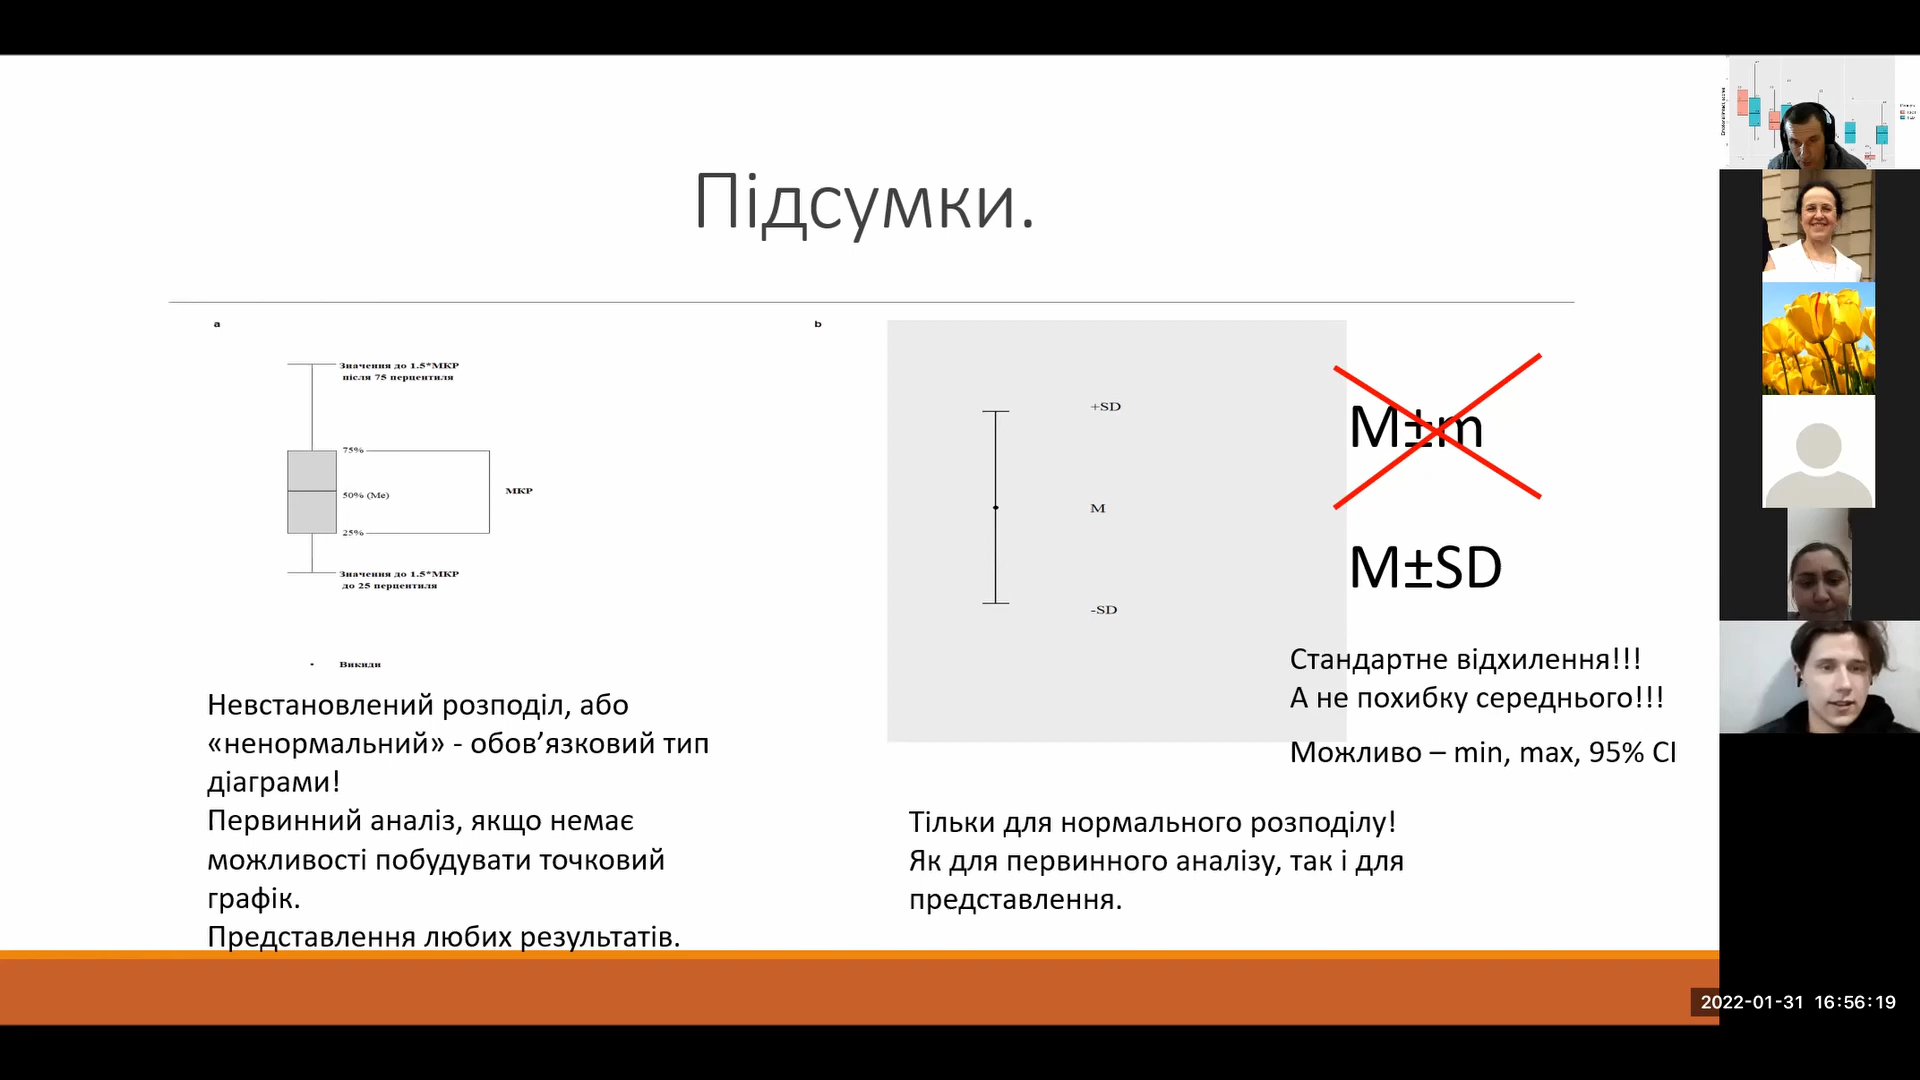 Підсумки.
a
Значення до 1.5*МКР
після 75 перцентиля
75%
50% (Me)
25%
МКР
Значення до 1.5*МКР
до 25 перцентиля
Викиди
Невстановлений розподіл, або
«ненормальний» - обов’язковий тип
діаграми!
Первинний аналіз, якщо немає
можливості побудувати точковий
графік.
Представлення любих результатів.
b
+SD
M
-SD
M±m
M±SD
Стандартне відхилення!!!
А не похибку середнього!!!
Можливо – min, max, 95% CI
Тільки для нормального розподілу!
Як для первинного аналізу, так і для
представлення.
2022-01-31 16:56:19